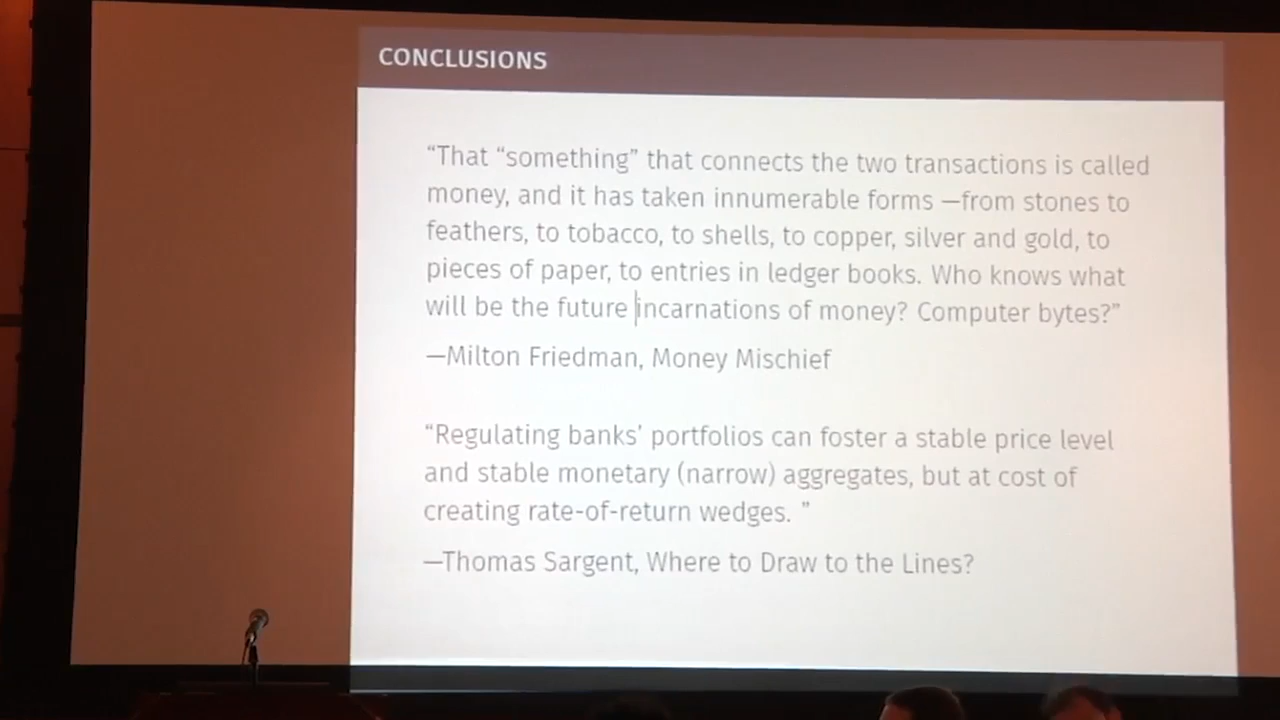 CONCLUSIONS
“That “something” that connects the two transactions is called
money, and it has taken innumerable forms —from stones to
feathers, to tobacco, to shells, to copper, silver and gold, to
pieces of paper, to entries in ledger books. Who knows what
will be the future incarnations of money? Computer bytes?”
—Milton Friedman, Money Mischief
“Regulating banks’ portfolios can foster a stable price level
and stable monetary (narrow) aggregates, but at cost of
creating rate-of-return wedges. ”
—Thomas Sargent, Where to Draw to the Lines?